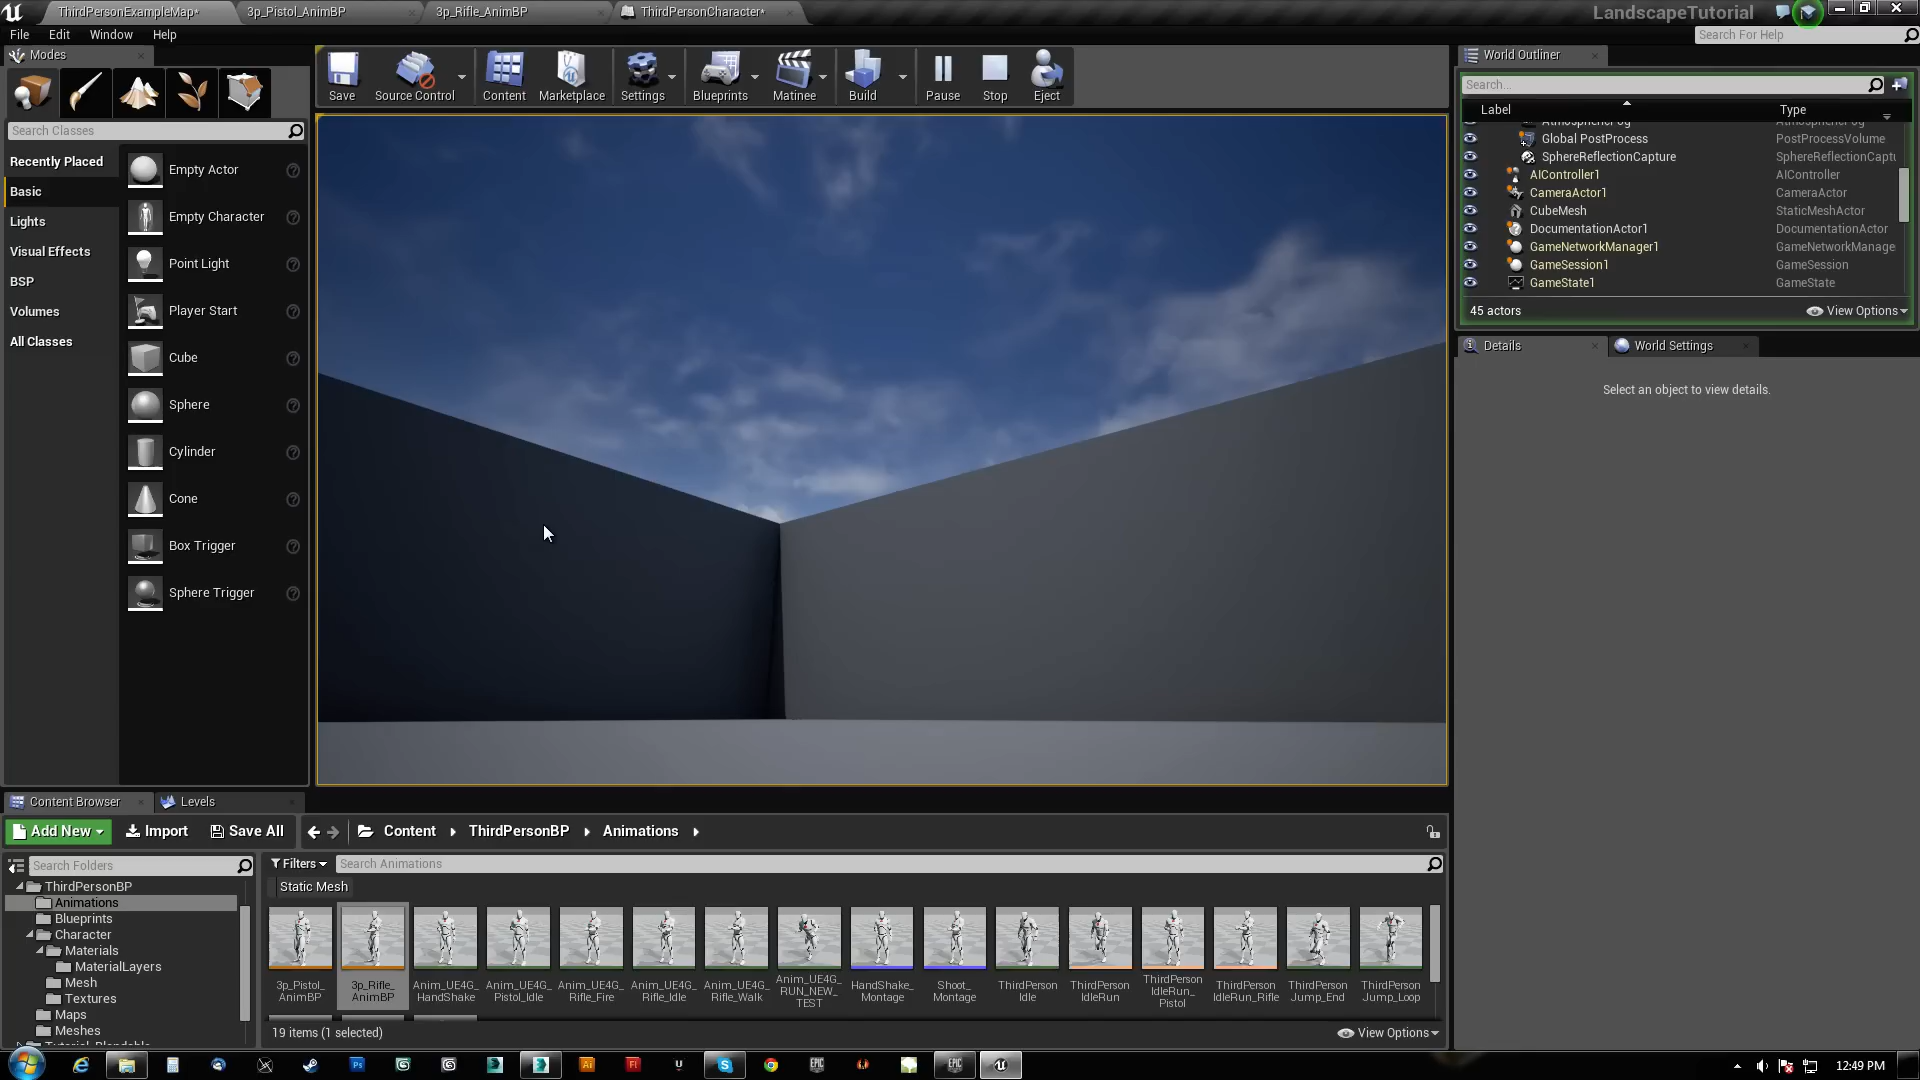 ThirdPersonExampleMap*
3p_Pistol_AnimBP
3p_Rifle_AnimBP
ThirdPersonCharacter*
LandscapeTutorial
File Edit Window Help
Search For Help
Modes
Save
Source Control
Content
Marketplace
Settings
Blueprints
Matinee
Build
Pause
Stop
Eject
Search Classes
Recently Placed
Basic
Lights
Visual Effects
BSP
Volumes
All Classes
Empty Actor
Empty Character
Point Light
Player Start
Cube
Sphere
Cylinder
Cone
Box Trigger
Sphere Trigger
World Outliner
Search...
Label Type
Global PostProcess PostProcessVolume
SphereReflectionCapture SphereReflectionCaptu
AIController1 AIController
CameraActor1 CameraActor
CubeMesh StaticMeshActor
DocumentationActor1 DocumentationActor
GameNetworkManager1 GameNetworkManage
GameSession1 GameSession
GameState1 GameState
45 actors
View Options
Details
World Settings
Select an object to view details.
Content Browser
Levels
Add New
Import
Save All
Content
ThirdPersonBP
Animations
Search Folders
ThirdPersonBP
Animations
Blueprints
Character
Materials
MaterialLayers
Mesh
Textures
Maps
Meshes
Filters
Search Animations
Static Mesh
3p_Pistol_
AnimBP
3p_Rifle_
AnimBP
Anim_UE4G_
HandShake
Anim_UE4G_
Pistol_Idle
Anim_UE4G_
Rifle_Fire
Anim_UE4G_
Rifle_Idle
Anim_UE4G_
Rifle_Walk
Anim_UE4G_
RUN_NEW_
TEST
HandShake_
Montage
Shoot_
Montage
ThirdPerson
Idle
ThirdPerson
IdleRun
ThirdPerson
IdleRun_
Pistol
ThirdPerson
IdleRun_Rifle
ThirdPerson
Jump_End
ThirdPerson
Jump_Loop
19 items (1 selected)
View Options
12:49 PM